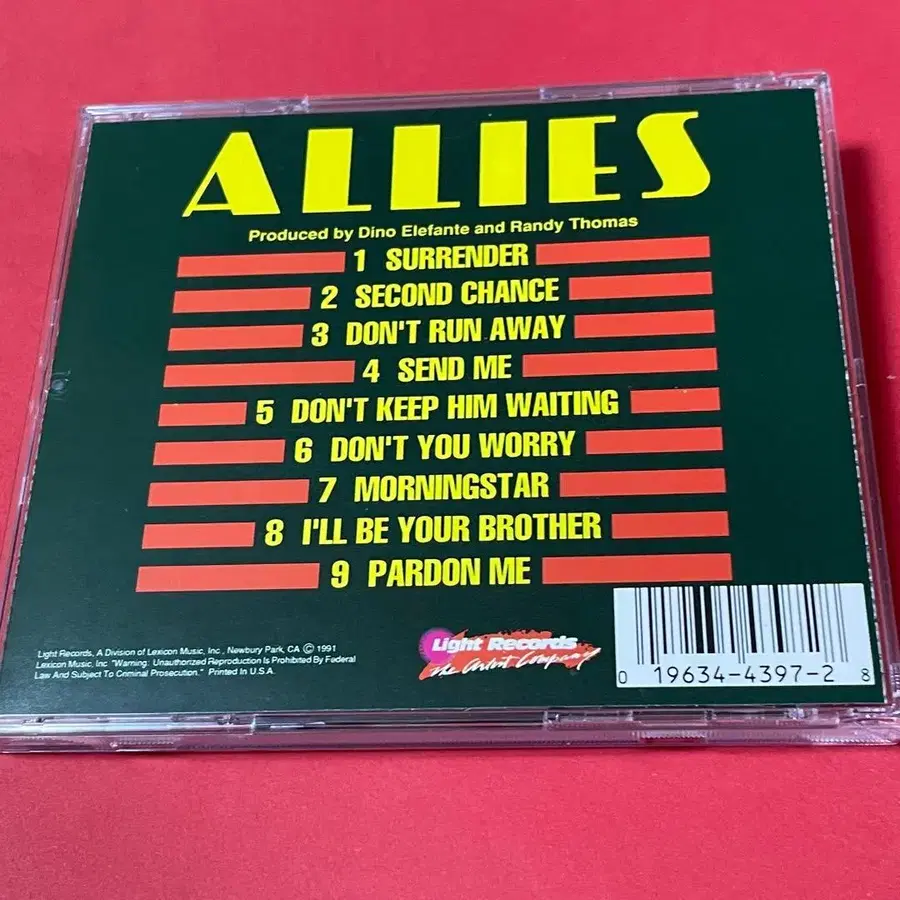 ALLIES
Produced by Dino Elefante and Randy Thomas
1 SURRENDER
2 SECOND CHANCE
3 DON'T RUN AWAY
4 SEND ME
5 DON'T KEEP HIM WAITING
6 DON'T YOU WORRY
7 MORNINGSTAR
8 I'LL BE YOUR BROTHER
9 PARDON ME
Light Records, A Division of Lexicon Music, Inc., Newbury Park, CA © 1991
Lexicon Music, Inc "Warning: Unauthorized Reproduction Is Prohibited By Federal
Law And Subject To Criminal Prosecution." Printed In U.S.A.
Light Records
The Artist Company
0 19634-4397-2 8